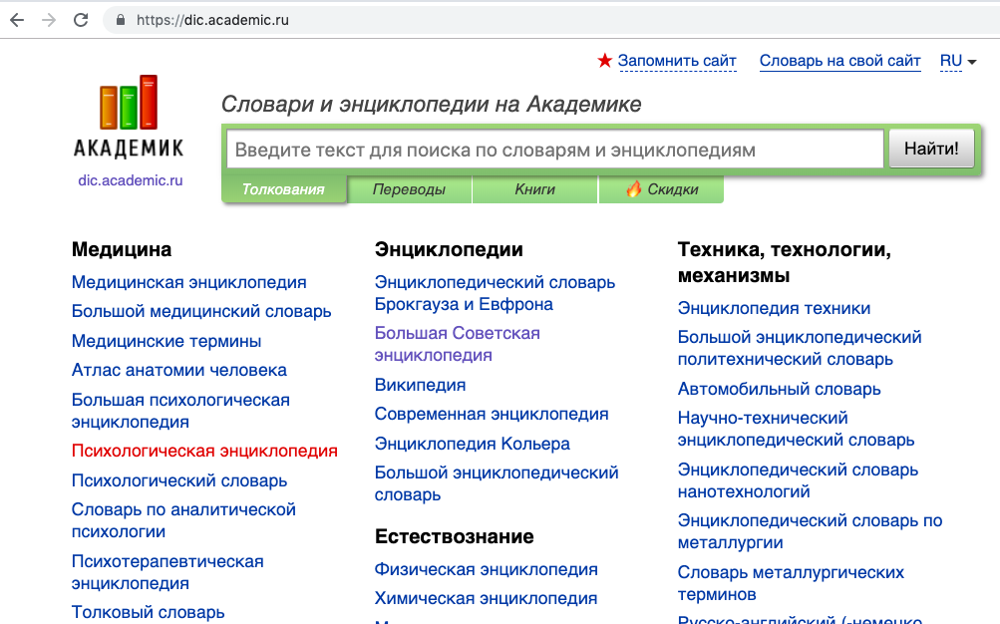 https://dic.academic.ru
Запомнить сайт
Словарь на свой сайт
RU
АКАДЕМИК
dic.academic.ru
Словари и энциклопедии на Академике
Введите текст для поиска по словарям и энциклопедиям
Найти!
Толкования
Переводы
Книги
Скидки
Медицина
Медицинская энциклопедия
Большой медицинский словарь
Медицинские термины
Атлас анатомии человека
Большая психологическая
энциклопедия
Психологическая энциклопедия
Психологический словарь
Словарь по аналитической
психологии
Психотерапевтическая
энциклопедия
Толковый словарь
Энциклопедии
Энциклопедический словарь
Брокгауза и Евфрона
Большая Советская
энциклопедия
Википедия
Современная энциклопедия
Энциклопедия Кольера
Большой энциклопедический
словарь
Естествознание
Физическая энциклопедия
Химическая энциклопедия
Техника, технологии,
механизмы
Энциклопедия техники
Большой энциклопедический
политехнический словарь
Автомобильный словарь
Научно-технический
энциклопедический словарь
Энциклопедический словарь
нанотехнологий
Энциклопедический словарь по
металлургии
Словарь металлургических
терминов
Русско-английский (-немецко